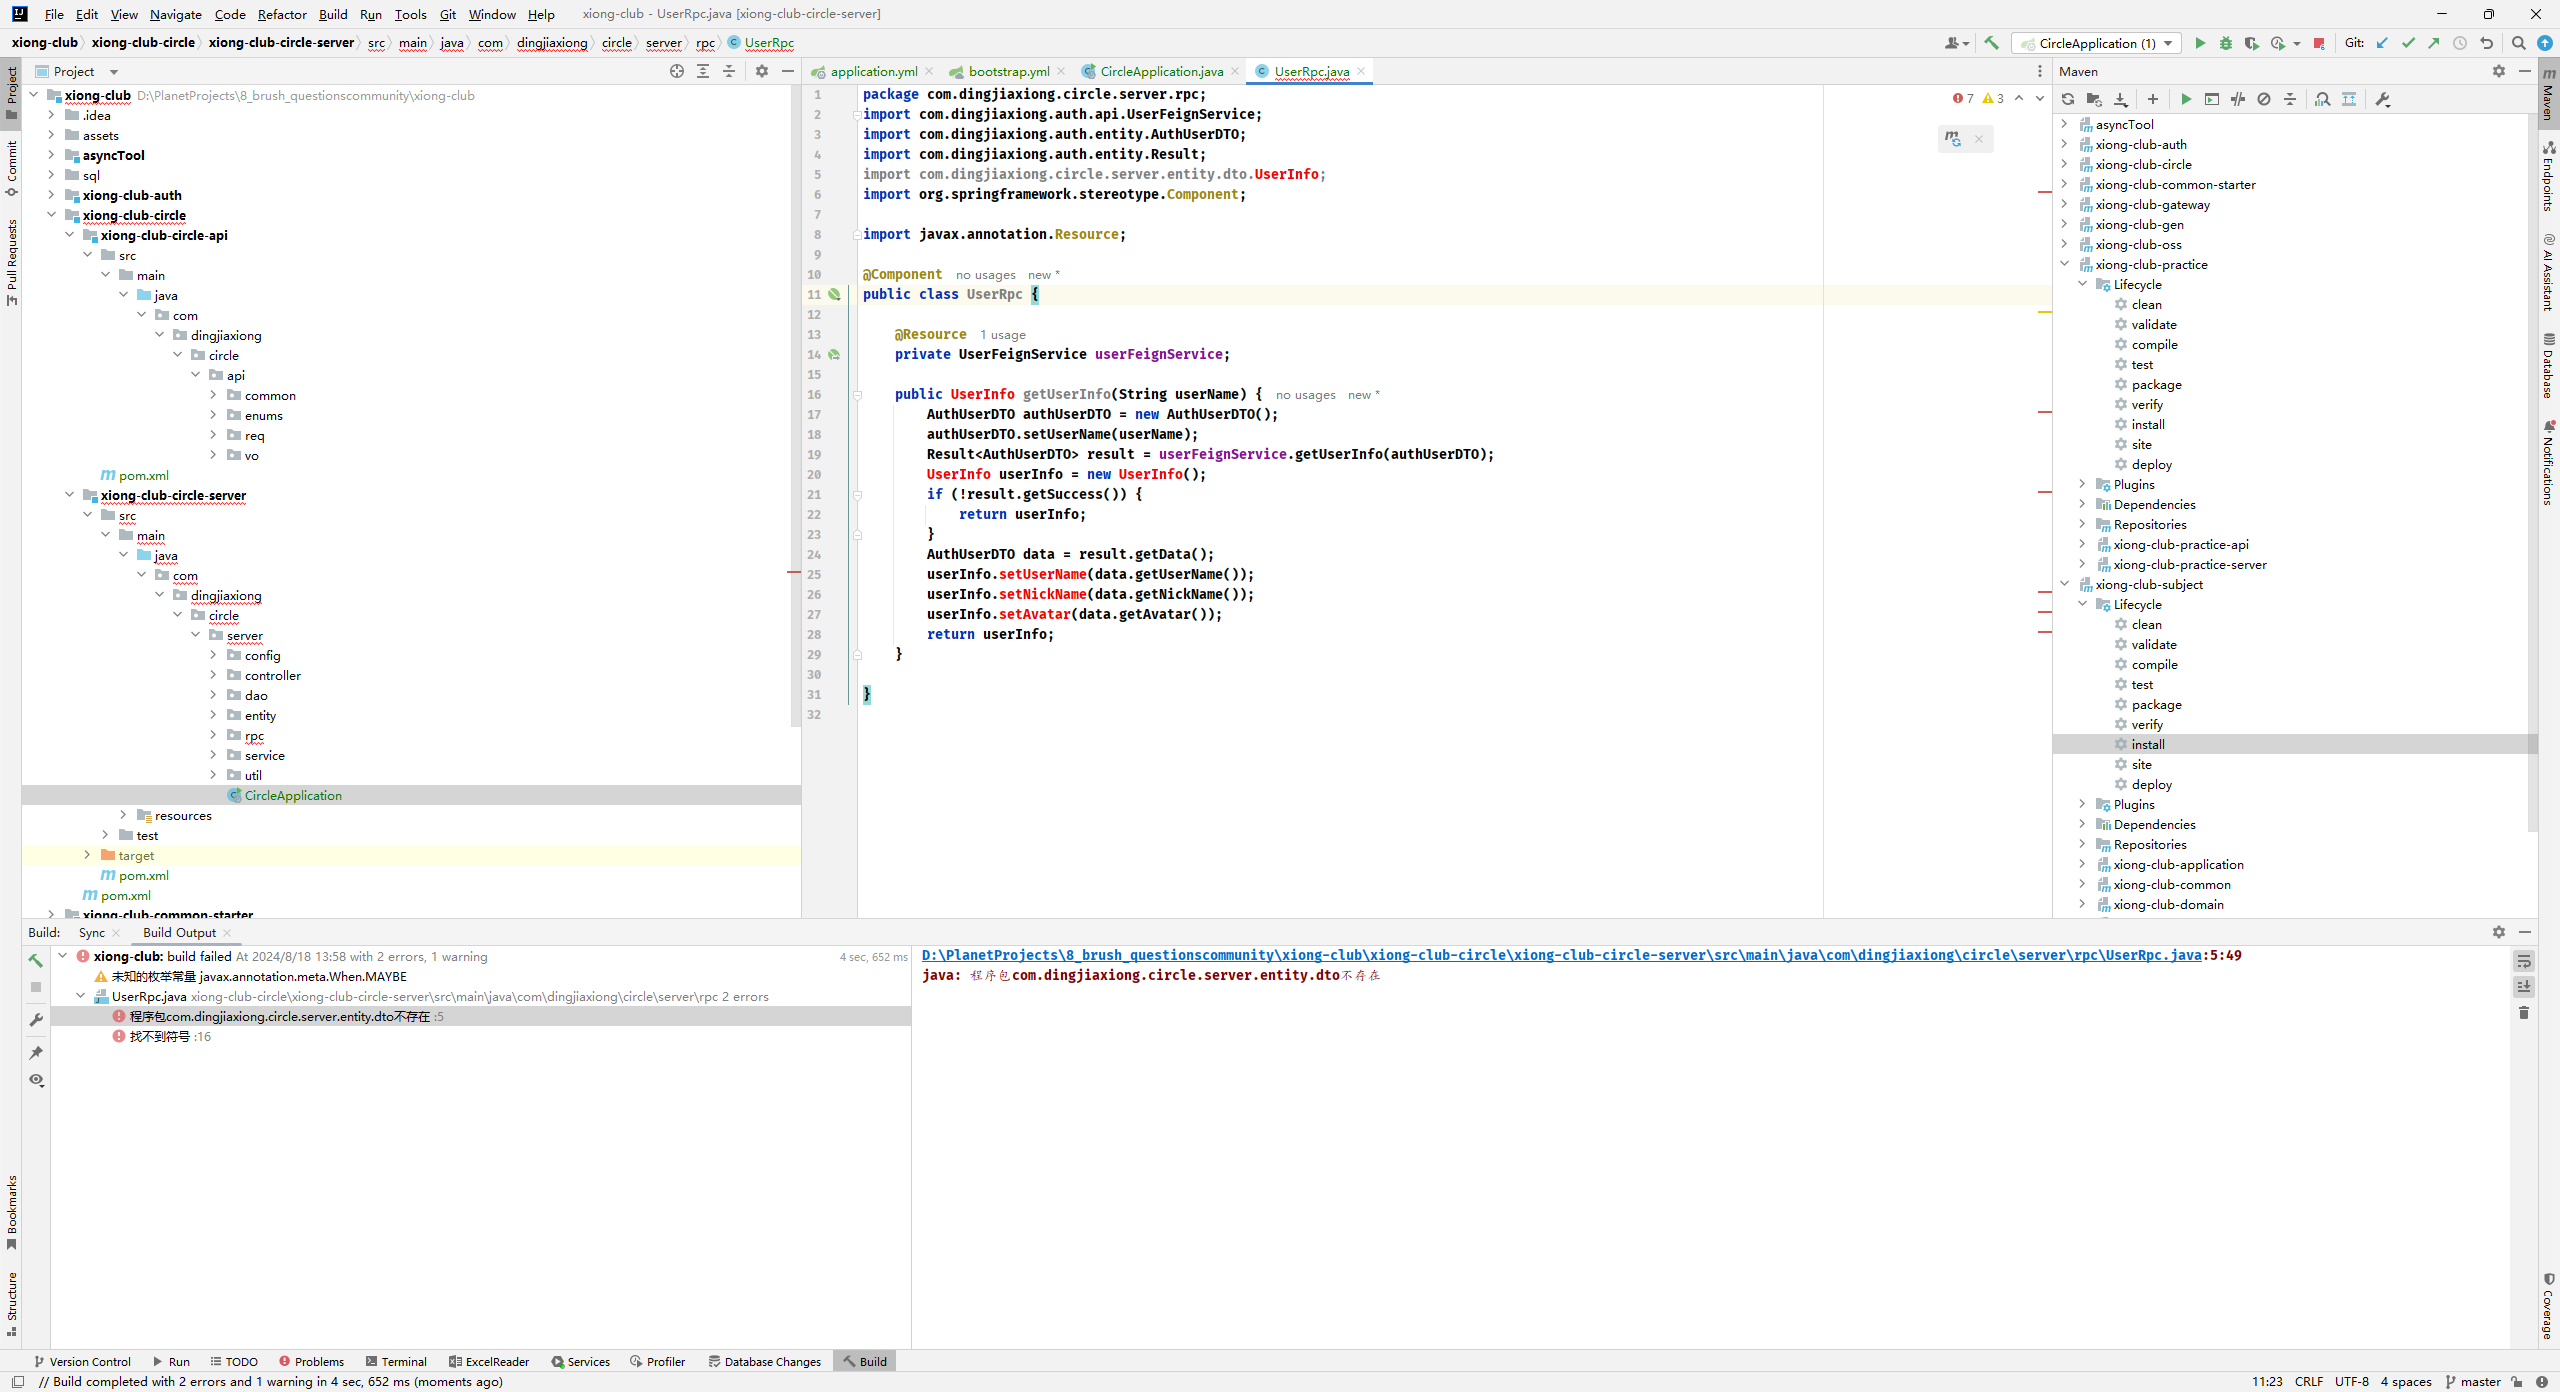 File Edit View Navigate Code Refactor Build Run Tools Git Window Help xiong-club - UserRpc.java [xiong-club-circle-server]
xiong-club xiong-club-circle xiong-club-circle-server src main java com dingjiaxiong circle server rpc UserRpc CircleApplication (1) Git:
Project
Project
Commit
Pull Requests
Bookmarks
Structure
xiong-club D:\PlanetProjects\8_brush_questionscommunity\xiong-club
.idea
assets
asyncTool
sql
xiong-club-auth
xiong-club-circle
xiong-club-circle-api
src
main
java
com
dingjiaxiong
circle
api
common
enums
req
vo
pom.xml
xiong-club-circle-server
src
main
java
com
dingjiaxiong
circle
server
config
controller
dao
entity
rpc
service
util
CircleApplication
resources
test
target
pom.xml
pom.xml
xiong-club-common-starter
application.yml bootstrap.yml CircleApplication.java UserRpc.java
7 3
1 package com.dingjiaxiong.circle.server.rpc;
2 import com.dingjiaxiong.auth.api.UserFeignService;
3 import com.dingjiaxiong.auth.entity.AuthUserDTO;
4 import com.dingjiaxiong.auth.entity.Result;
5 import com.dingjiaxiong.circle.server.entity.dto.UserInfo;
6 import org.springframework.stereotype.Component;
7
8 import javax.annotation.Resource;
9
10 @Component no usages new *
11 public class UserRpc {
12
13 @Resource 1 usage
14 private UserFeignService userFeignService;
15
16 public UserInfo getUserInfo(String userName) { no usages new *
17 AuthUserDTO authUserDTO = new AuthUserDTO();
18 authUserDTO.setUserName(userName);
19 Result<AuthUserDTO> result = userFeignService.getUserInfo(authUserDTO);
20 UserInfo userInfo = new UserInfo();
21 if (!result.getSuccess()) {
22 return userInfo;
23 }
24 AuthUserDTO data = result.getData();
25 userInfo.setUserName(data.getUserName());
26 userInfo.setNickName(data.getNickName());
27 userInfo.setAvatar(data.getAvatar());
28 return userInfo;
29 }
30
31 }
32
Maven
asyncTool
xiong-club-auth
xiong-club-circle
xiong-club-common-starter
xiong-club-gateway
xiong-club-gen
xiong-club-oss
xiong-club-practice
Lifecycle
clean
validate
compile
test
package
verify
install
site
deploy
Plugins
Dependencies
Repositories
xiong-club-practice-api
xiong-club-practice-server
xiong-club-subject
Lifecycle
clean
validate
compile
test
package
verify
install
site
deploy
Plugins
Dependencies
Repositories
xiong-club-application
xiong-club-common
xiong-club-domain
Maven
Endpoints
AI Assistant
Database
Notifications
Coverage
Build: Sync Build Output
xiong-club: build failed At 2024/8/18 13:58 with 2 errors, 1 warning 4 sec, 652 ms
未知的枚举常量 javax.annotation.meta.When.MAYBE
UserRpc.java xiong-club-circle\xiong-club-circle-server\src\main\java\com\dingjiaxiong\circle\server\rpc 2 errors
程序包com.dingjiaxiong.circle.server.entity.dto不存在 :5
找不到符号 :16
D:\PlanetProjects\8_brush_questionscommunity\xiong-club\xiong-club-circle\xiong-club-circle-server\src\main\java\com\dingjiaxiong\circle\server\rpc\UserRpc.java:5:49
java: 程序包com.dingjiaxiong.circle.server.entity.dto不存在
Version Control Run TODO Problems Terminal ExcelReader Services Profiler Database Changes Build
// Build completed with 2 errors and 1 warning in 4 sec, 652 ms (moments ago) 11:23 CRLF UTF-8 4 spaces master